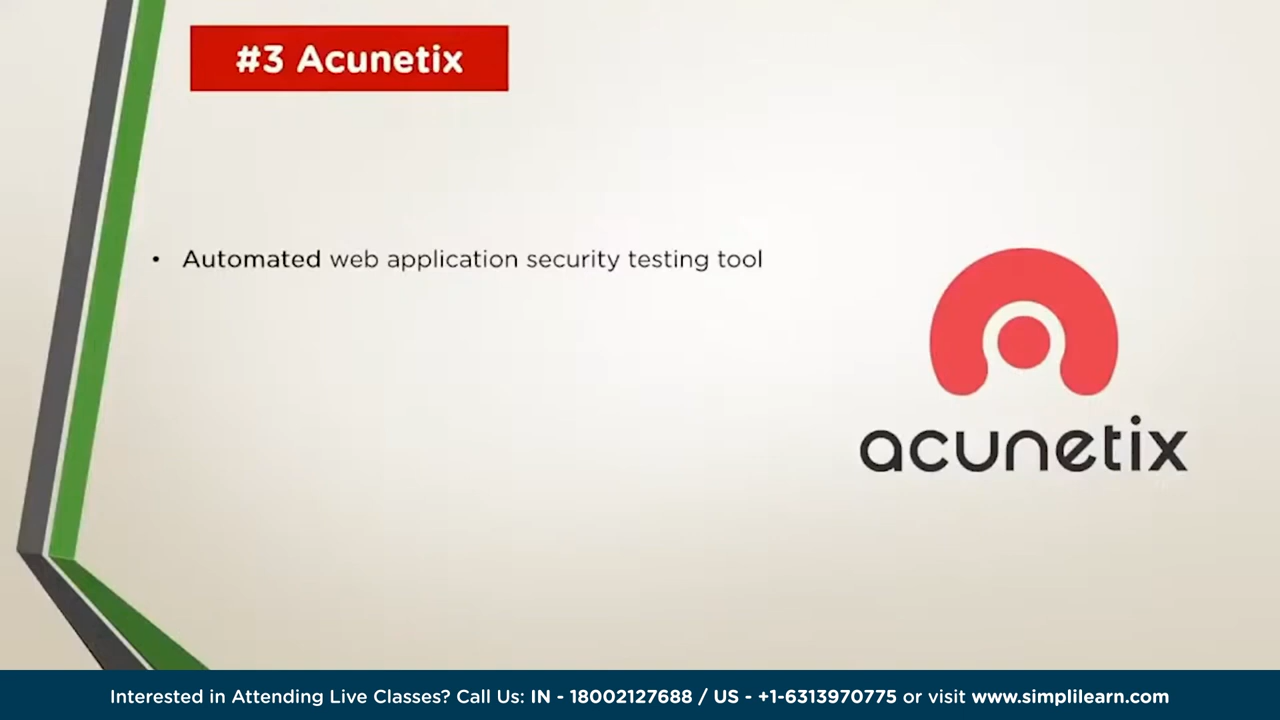 #3 Acunetix
• Automated web application security testing tool
acunetix
Interested in Attending Live Classes? Call Us: IN - 18002127688 / US - +1-6313970775 or visit www.simplilearn.com